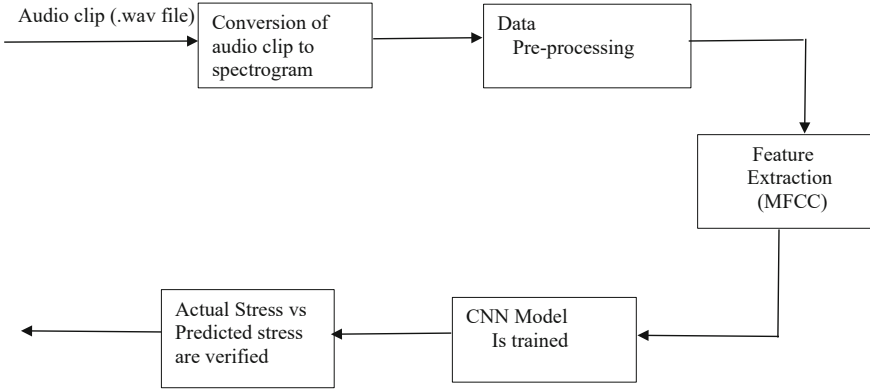 Audio clip (.wav file)
Conversion of
audio clip to
spectrogram
Data
Pre-processing
Feature
Extraction
(MFCC)
CNN Model
Is trained
Actual Stress vs
Predicted stress
are verified